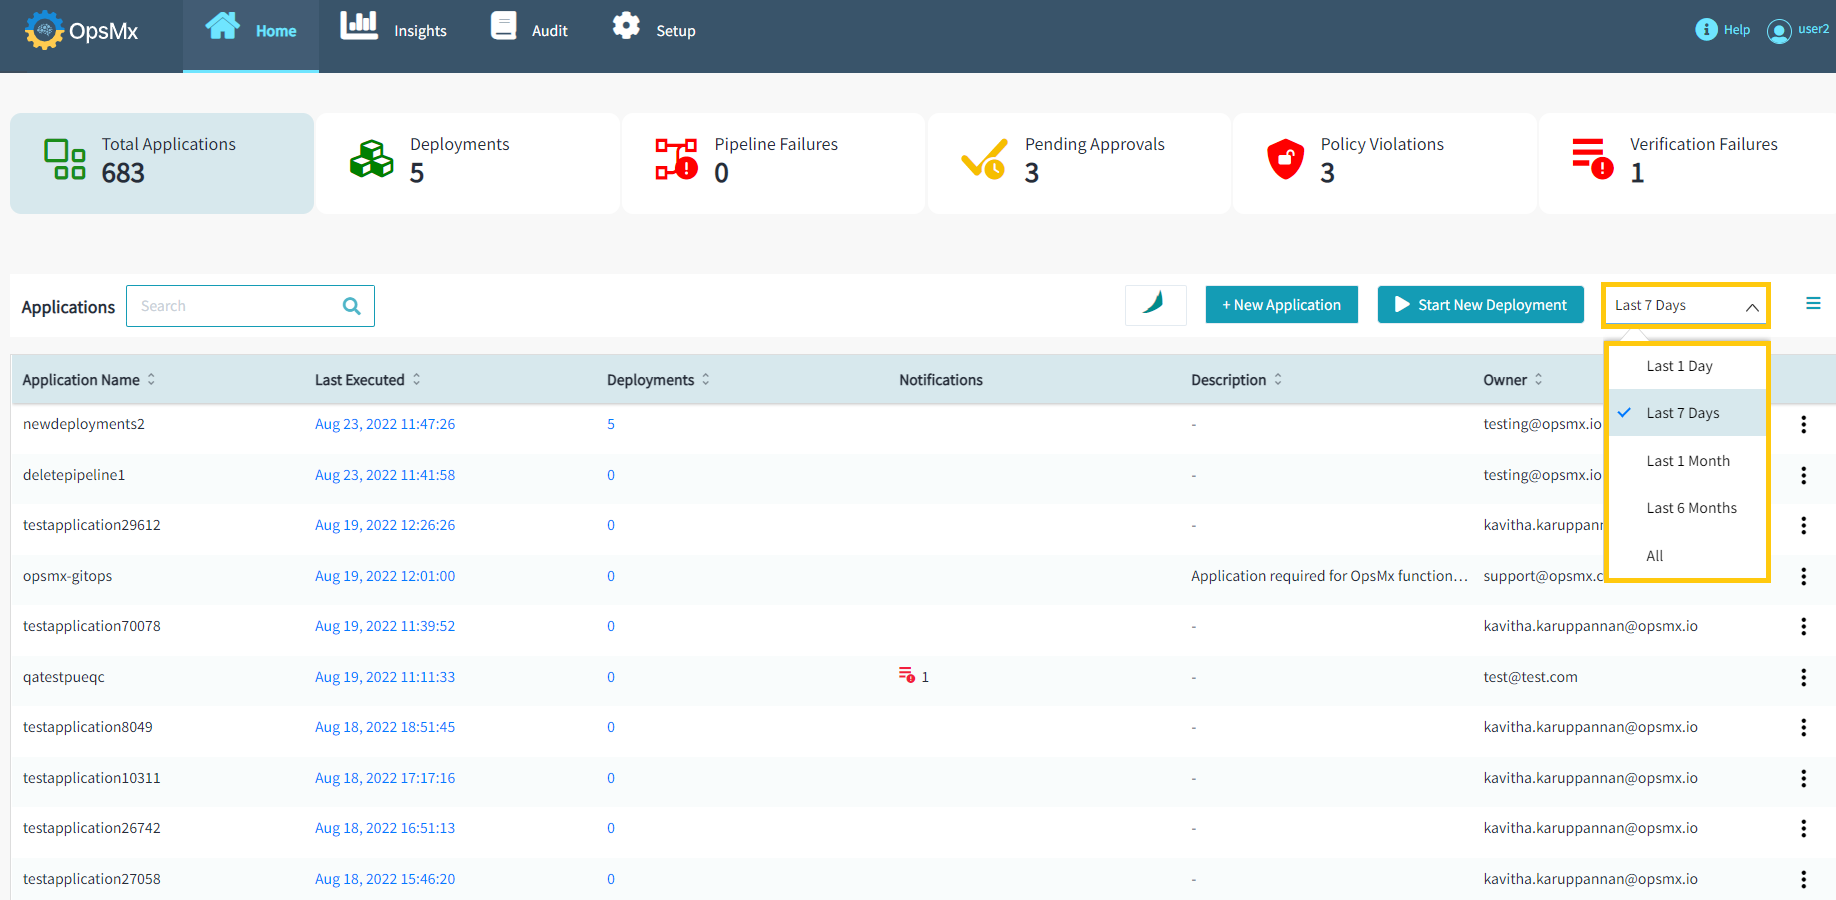 OpsMx
Home
Insights
Audit
Setup
Help
user2
Total Applications
683
Deployments
5
Pipeline Failures
0
Pending Approvals
3
Policy Violations
3
Verification Failures
1
Applications
Search
+ New Application
Start New Deployment
Last 7 Days
Last 1 Day
Last 7 Days
Last 1 Month
Last 6 Months
All
Application Name Last Executed Deployments Notifications Description Owner
newdeployments2 Aug 23, 2022 11:47:26 5 - testing@opsmx.io
deletepipeline1 Aug 23, 2022 11:41:58 0 - testing@opsmx.io
testapplication29612 Aug 19, 2022 12:26:26 0 - kavitha.karuppann
opsmx-gitops Aug 19, 2022 12:01:00 0 Application required for OpsMx function... support@opsmx.c
testapplication70078 Aug 19, 2022 11:39:52 0 - kavitha.karuppannan@opsmx.io
qatestpueqc Aug 19, 2022 11:11:33 0 1 - test@test.com
testapplication8049 Aug 18, 2022 18:51:45 0 - kavitha.karuppannan@opsmx.io
testapplication10311 Aug 18, 2022 17:17:16 0 - kavitha.karuppannan@opsmx.io
testapplication26742 Aug 18, 2022 16:51:13 0 - kavitha.karuppannan@opsmx.io
testapplication27058 Aug 18, 2022 15:46:20 0 - kavitha.karuppannan@opsmx.io